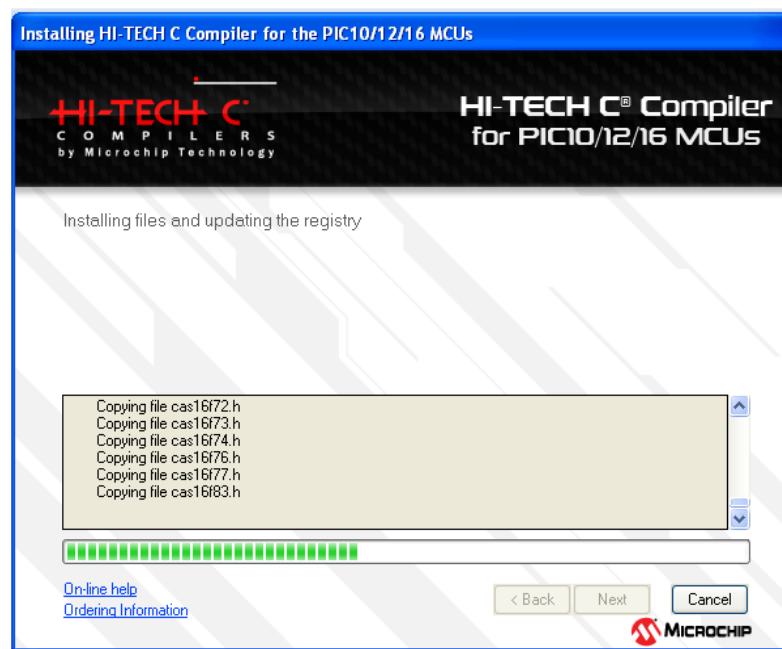 Installing HI-TECH C Compiler for the PIC10/12/16 MCUs
HI-TECH C®
COMPILERS
by Microchip Technology
HI-TECH C® Compiler
for PIC10/12/16 MCUs
Installing files and updating the registry
Copying file cas16f72.h
Copying file cas16f73.h
Copying file cas16f74.h
Copying file cas16f76.h
Copying file cas16f77.h
Copying file cas16f83.h
On-line help
Ordering Information
< Back
Next
Cancel
MICROCHIP